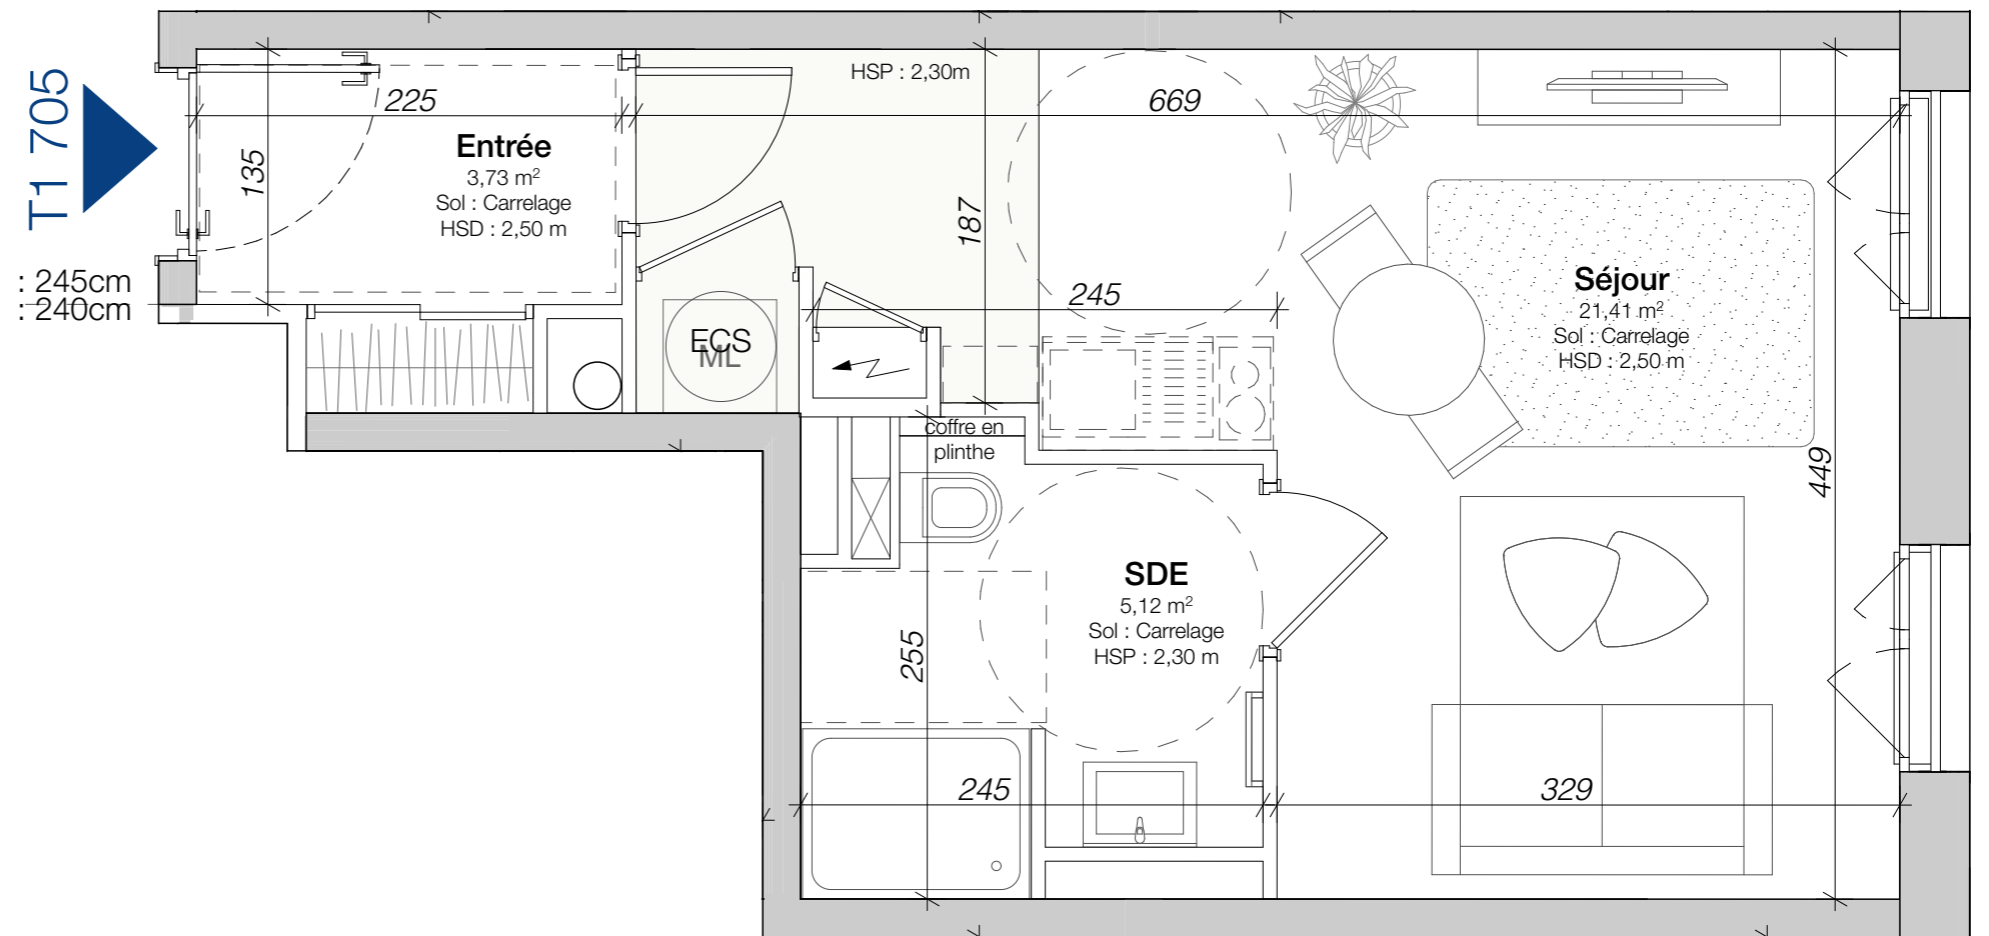 T1 705
: 245cm
: 240cm
225
135
Entrée
3,73 m²
Sol : Carrelage
HSD : 2,50 m
HSP : 2,30m
669
187
245
ECS
ML
coffre en
plinthe
Séjour
21,41 m²
Sol : Carrelage
HSD : 2,50 m
449
SDE
5,12 m²
Sol : Carrelage
HSP : 2,30 m
255
245
329